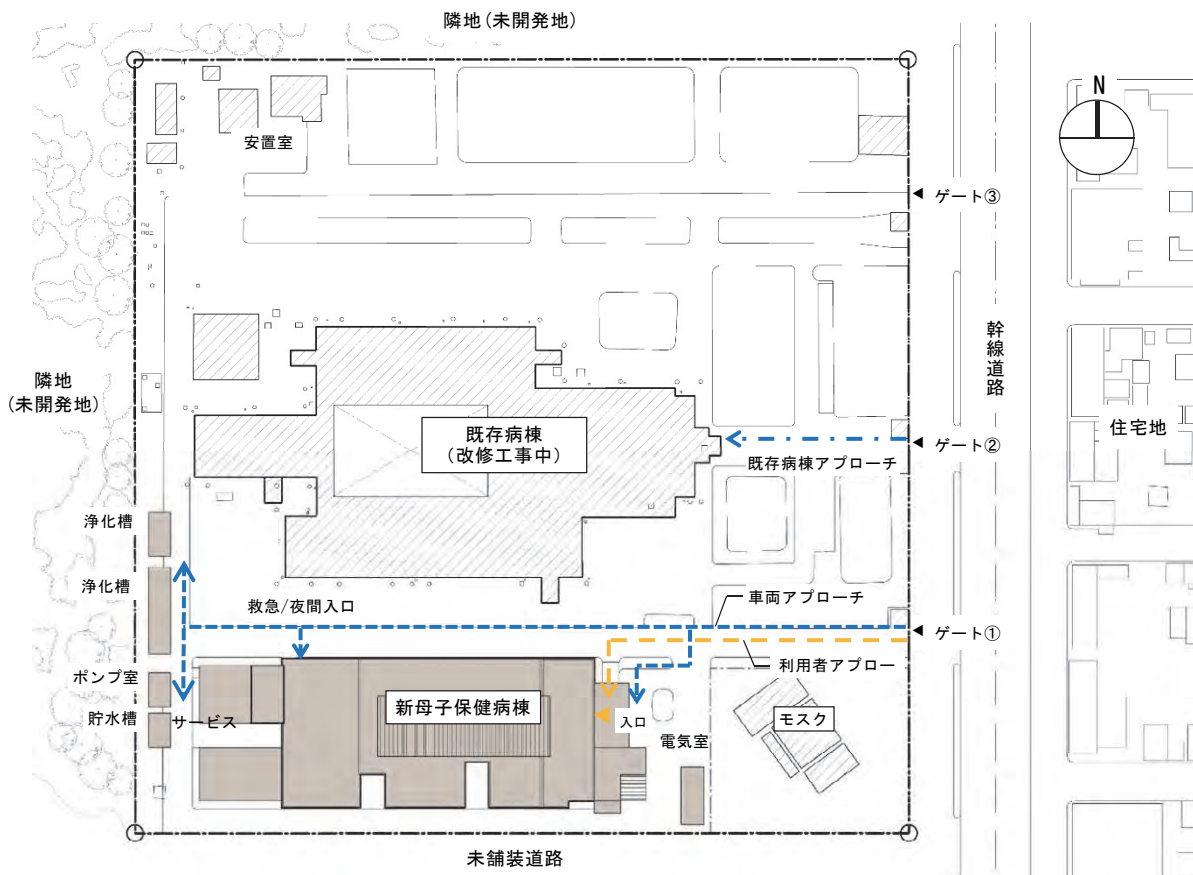 隣地(未開発地)
N
安置室
ゲート③
幹線道路
隣地
(未開発地)
既存病棟
(改修工事中)
住宅地
ゲート②
既存病棟アプローチ
浄化槽
浄化槽
救急/夜間入口
車両アプローチ
ゲート①
利用者アプロー
ポンプ室
貯水槽
サービス
新母子保健病棟
入口
モスク
電気室
未舗装道路